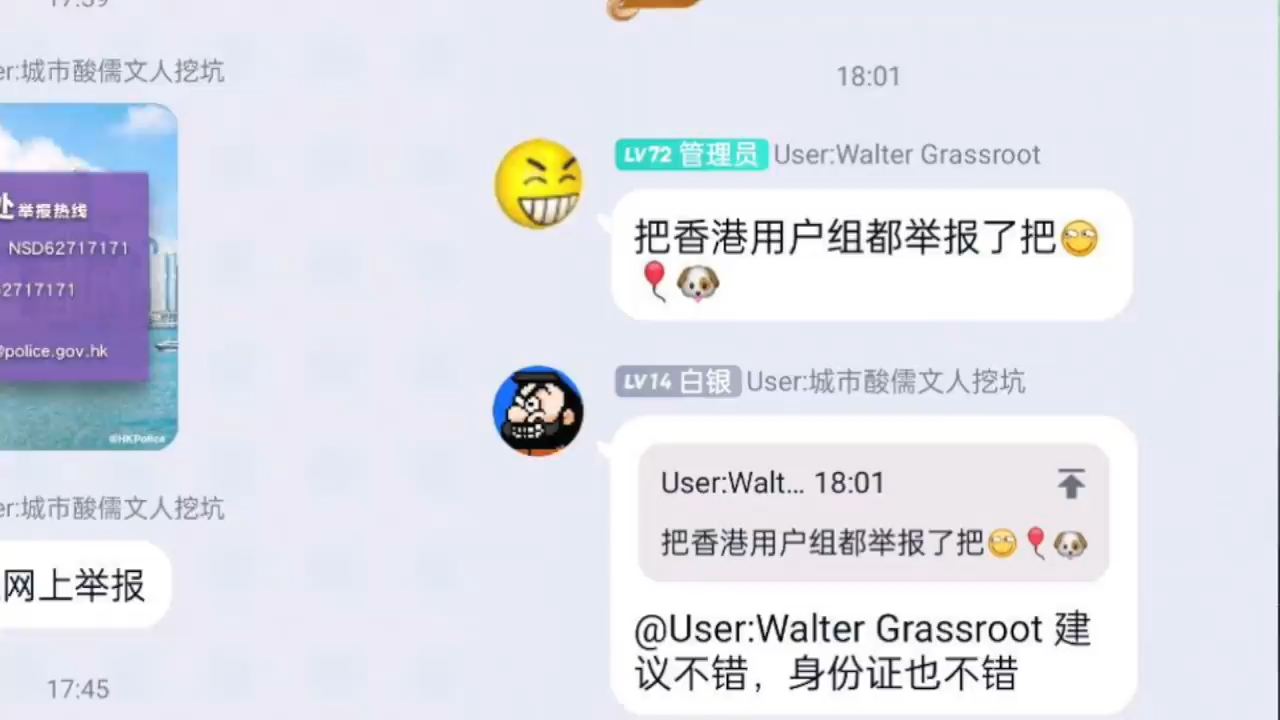 er:城市酸儒文人挖坑
处举报热线
NSD62717171
2717171
@police.gov.hk
@HKPolice
er:城市酸儒文人挖坑
网上举报
17:45
18:01
LV72 管理员 User:Walter Grassroot
把香港用户组都举报了把
LV14 白银 User:城市酸儒文人挖坑
User:Walt... 18:01
把香港用户组都举报了把
@User:Walter Grassroot 建
议不错，身份证也不错